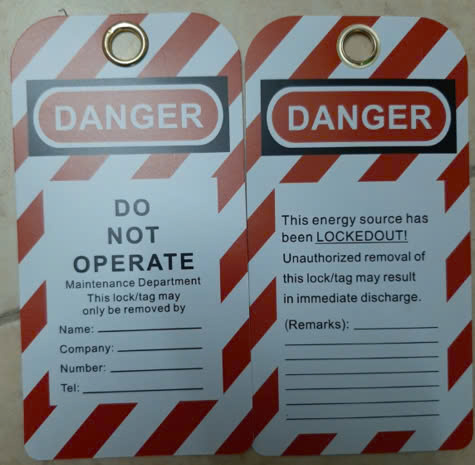 DANGER
DO
NOT
OPERATE
Maintenance Department
This lock/tag may
only be removed by
Name:
Company:
Number:
Tel:
DANGER
This energy source has
been LOCKEDOUT!
Unauthorized removal of
this lock/tag may result
in immediate discharge.
(Remarks):